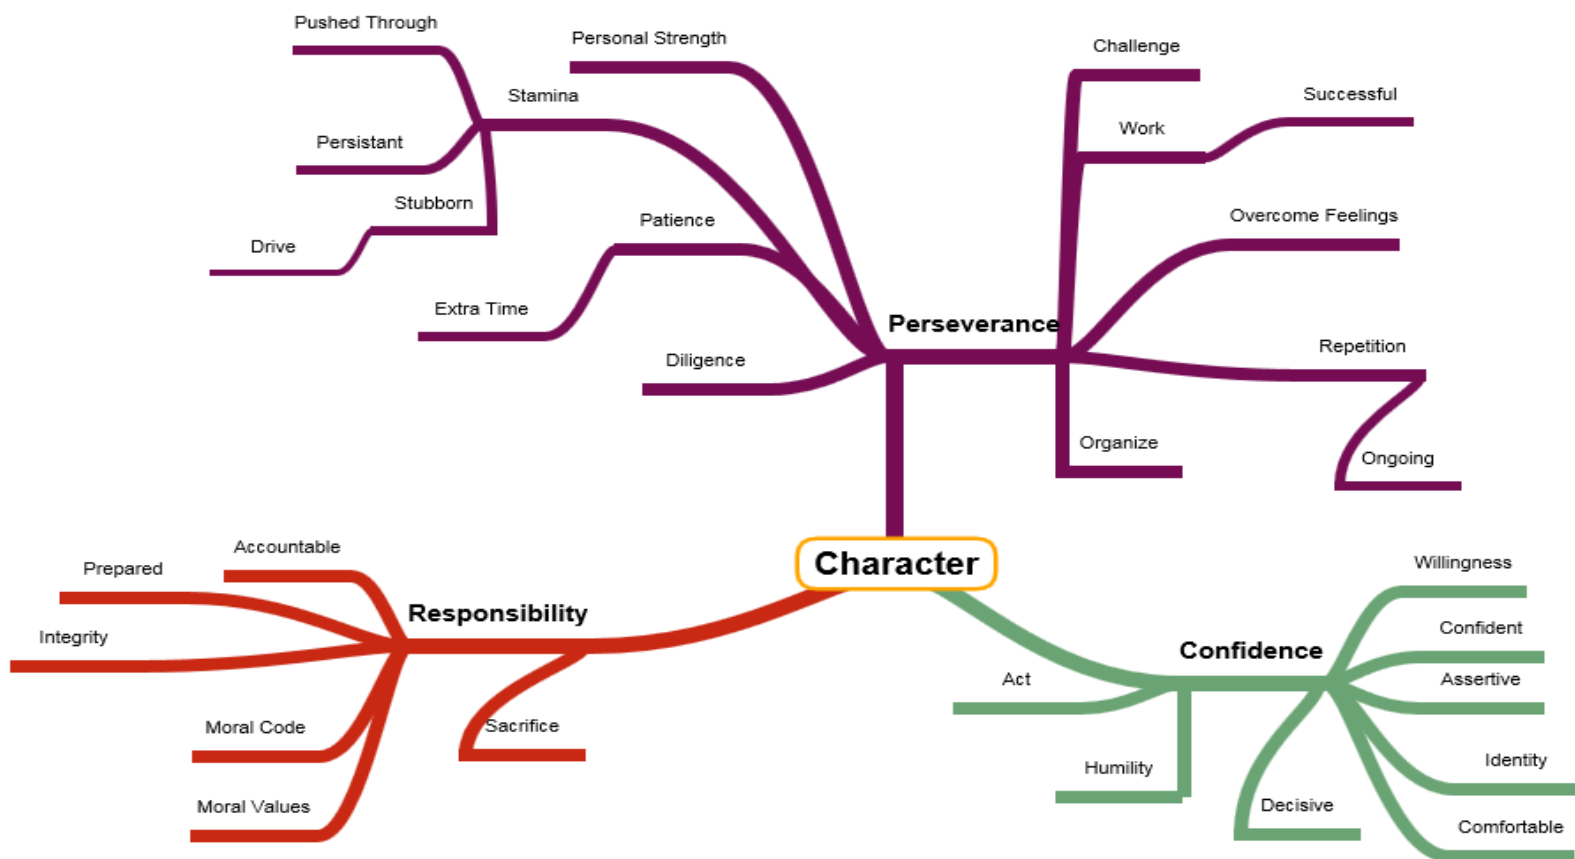 Pushed Through
Personal Strength
Challenge
Stamina
Successful
Work
Persistant
Stubborn
Patience
Overcome Feelings
Drive
Extra Time
Perseverance
Diligence
Repetition
Organize
Ongoing
Character
Accountable
Prepared
Responsibility
Integrity
Moral Code
Sacrifice
Moral Values
Willingness
Confident
Confidence
Act
Assertive
Humility
Identity
Decisive
Comfortable